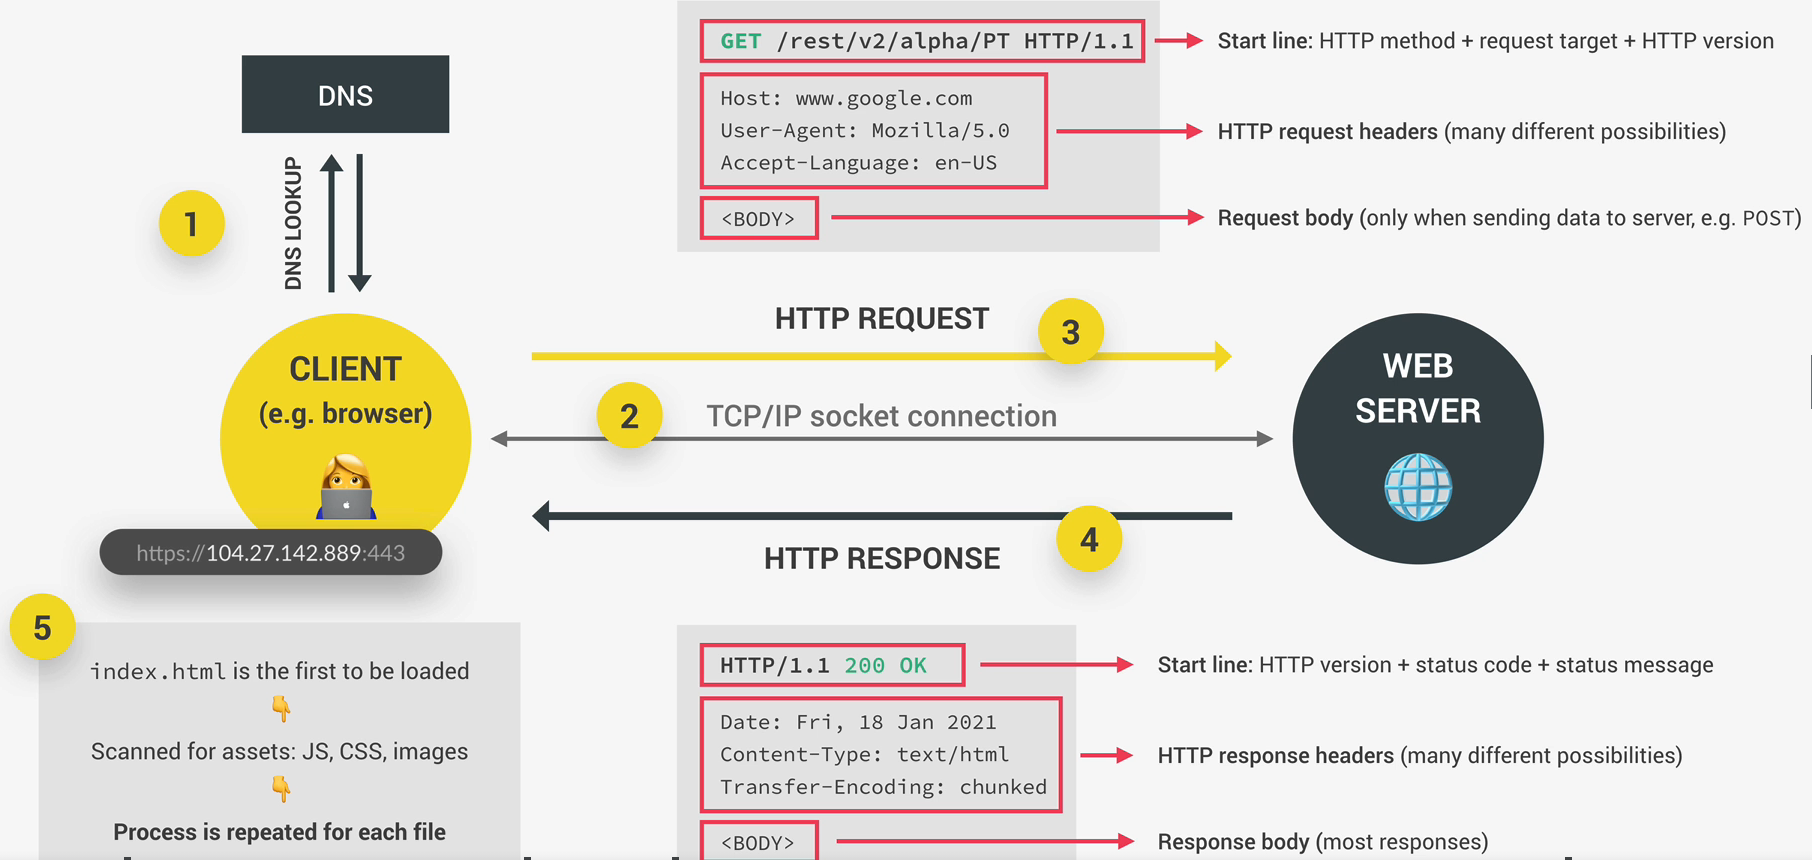 GET /rest/v2/alpha/PT HTTP/1.1
Start line: HTTP method + request target + HTTP version
Host: www.google.com
User-Agent: Mozilla/5.0
Accept-Language: en-US
HTTP request headers (many different possibilities)
<BODY>
Request body (only when sending data to server, e.g. POST)
DNS
1
DNS LOOKUP
HTTP REQUEST
3
CLIENT
(e.g. browser)
2
TCP/IP socket connection
WEB
SERVER
https://104.27.142.889:443
4
HTTP RESPONSE
5
index.html is the first to be loaded
Scanned for assets: JS, CSS, images
Process is repeated for each file
HTTP/1.1 200 OK
Start line: HTTP version + status code + status message
Date: Fri, 18 Jan 2021
Content-Type: text/html
Transfer-Encoding: chunked
HTTP response headers (many different possibilities)
<BODY>
Response body (most responses)